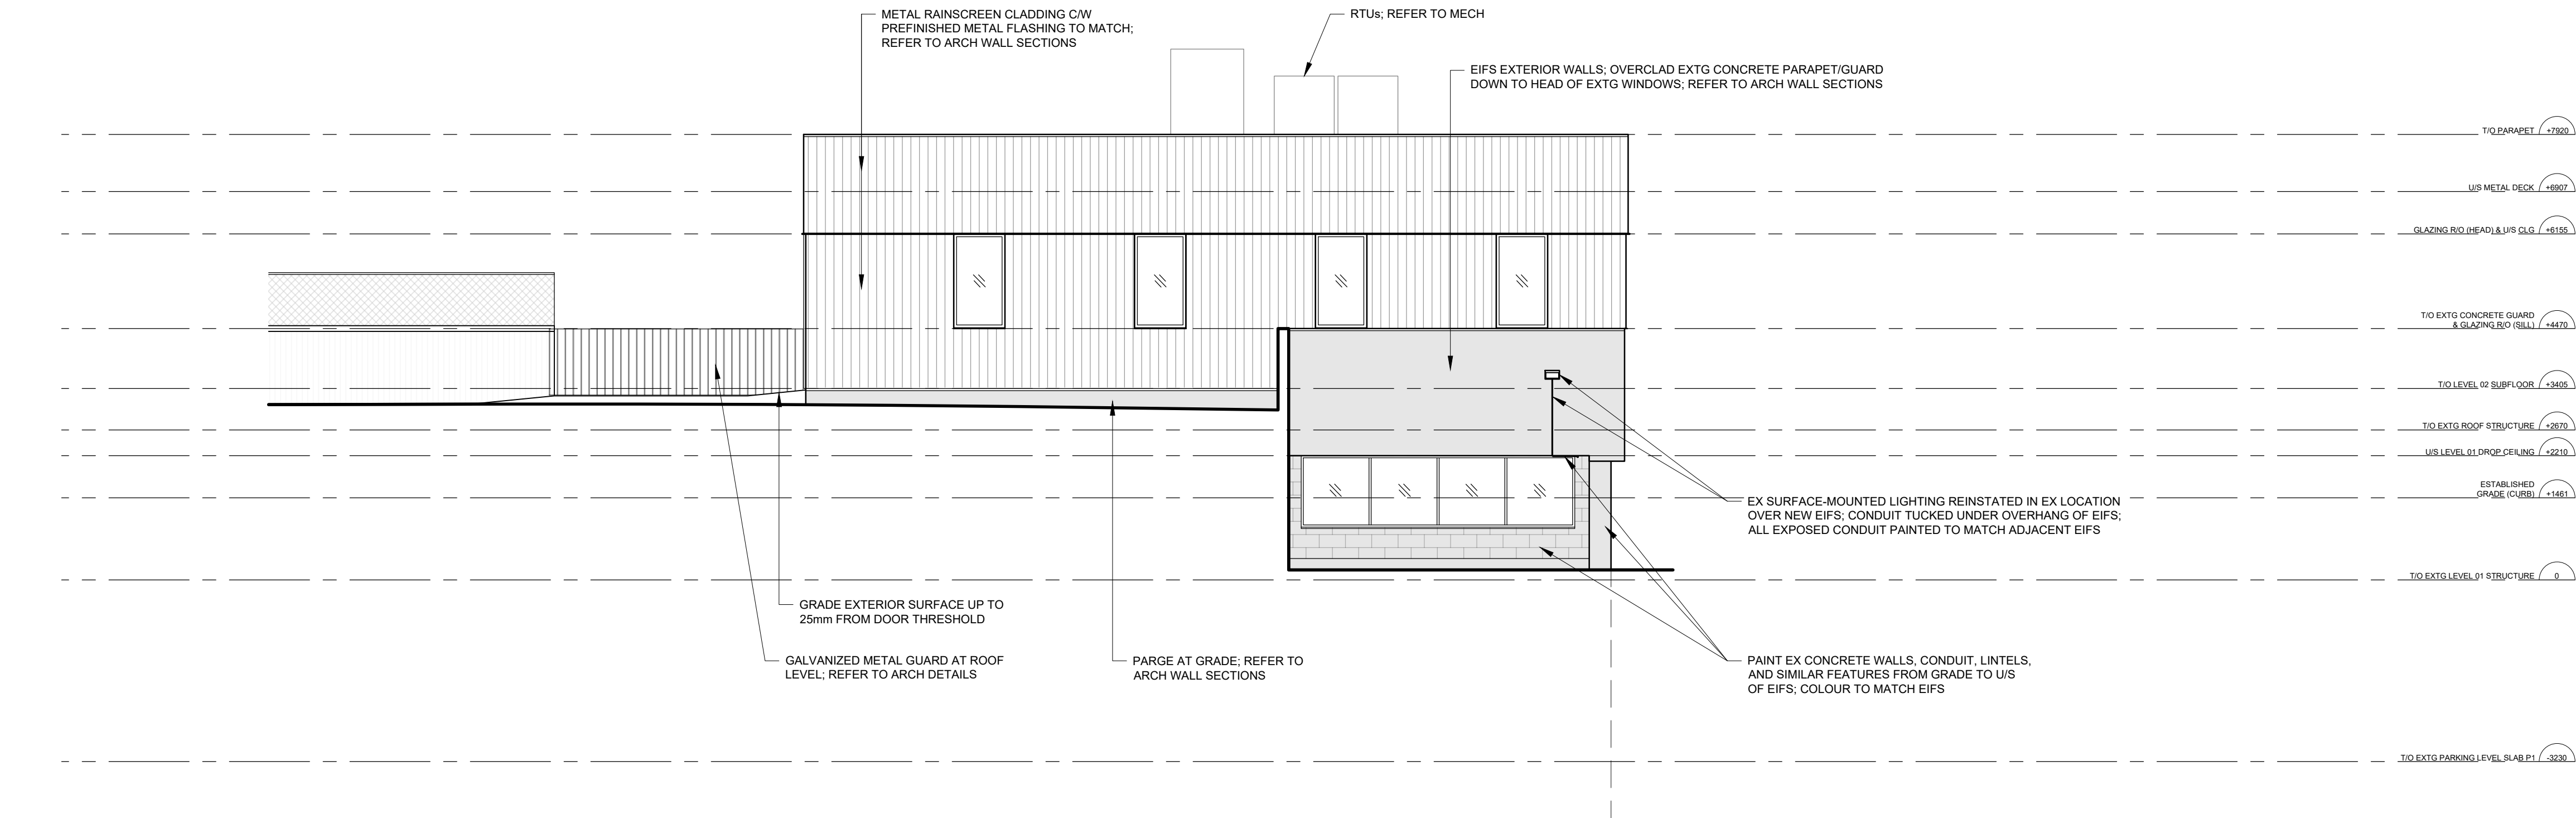 METAL RAINSCREEN CLADDING C/W
PREFINISHED METAL FLASHING TO MATCH;
REFER TO ARCH WALL SECTIONS
RTUs; REFER TO MECH
EIFS EXTERIOR WALLS; OVERCLAD EXTG CONCRETE PARAPET/GUARD
DOWN TO HEAD OF EXTG WINDOWS; REFER TO ARCH WALL SECTIONS
T/O PARAPET +7920
U/S METAL DECK +6907
GLAZING R/O (HEAD) & U/S CLG +6155
T/O EXTG CONCRETE GUARD
& GLAZING R/O (SILL) +4470
T/O LEVEL 02 SUBFLOOR +3405
T/O EXTG ROOF STRUCTURE +2670
U/S LEVEL 01 DROP CEILING +2210
ESTABLISHED
GRADE (CURB) +1461
EX SURFACE-MOUNTED LIGHTING REINSTATED IN EX LOCATION
OVER NEW EIFS; CONDUIT TUCKED UNDER OVERHANG OF EIFS;
ALL EXPOSED CONDUIT PAINTED TO MATCH ADJACENT EIFS
T/O EXTG LEVEL 01 STRUCTURE 0
GRADE EXTERIOR SURFACE UP TO
25mm FROM DOOR THRESHOLD
GALVANIZED METAL GUARD AT ROOF
LEVEL; REFER TO ARCH DETAILS
PARGE AT GRADE; REFER TO
ARCH WALL SECTIONS
PAINT EX CONCRETE WALLS, CONDUIT, LINTELS,
AND SIMILAR FEATURES FROM GRADE TO U/S
OF EIFS; COLOUR TO MATCH EIFS
T/O EXTG PARKING LEVEL SLAB P1 -3230